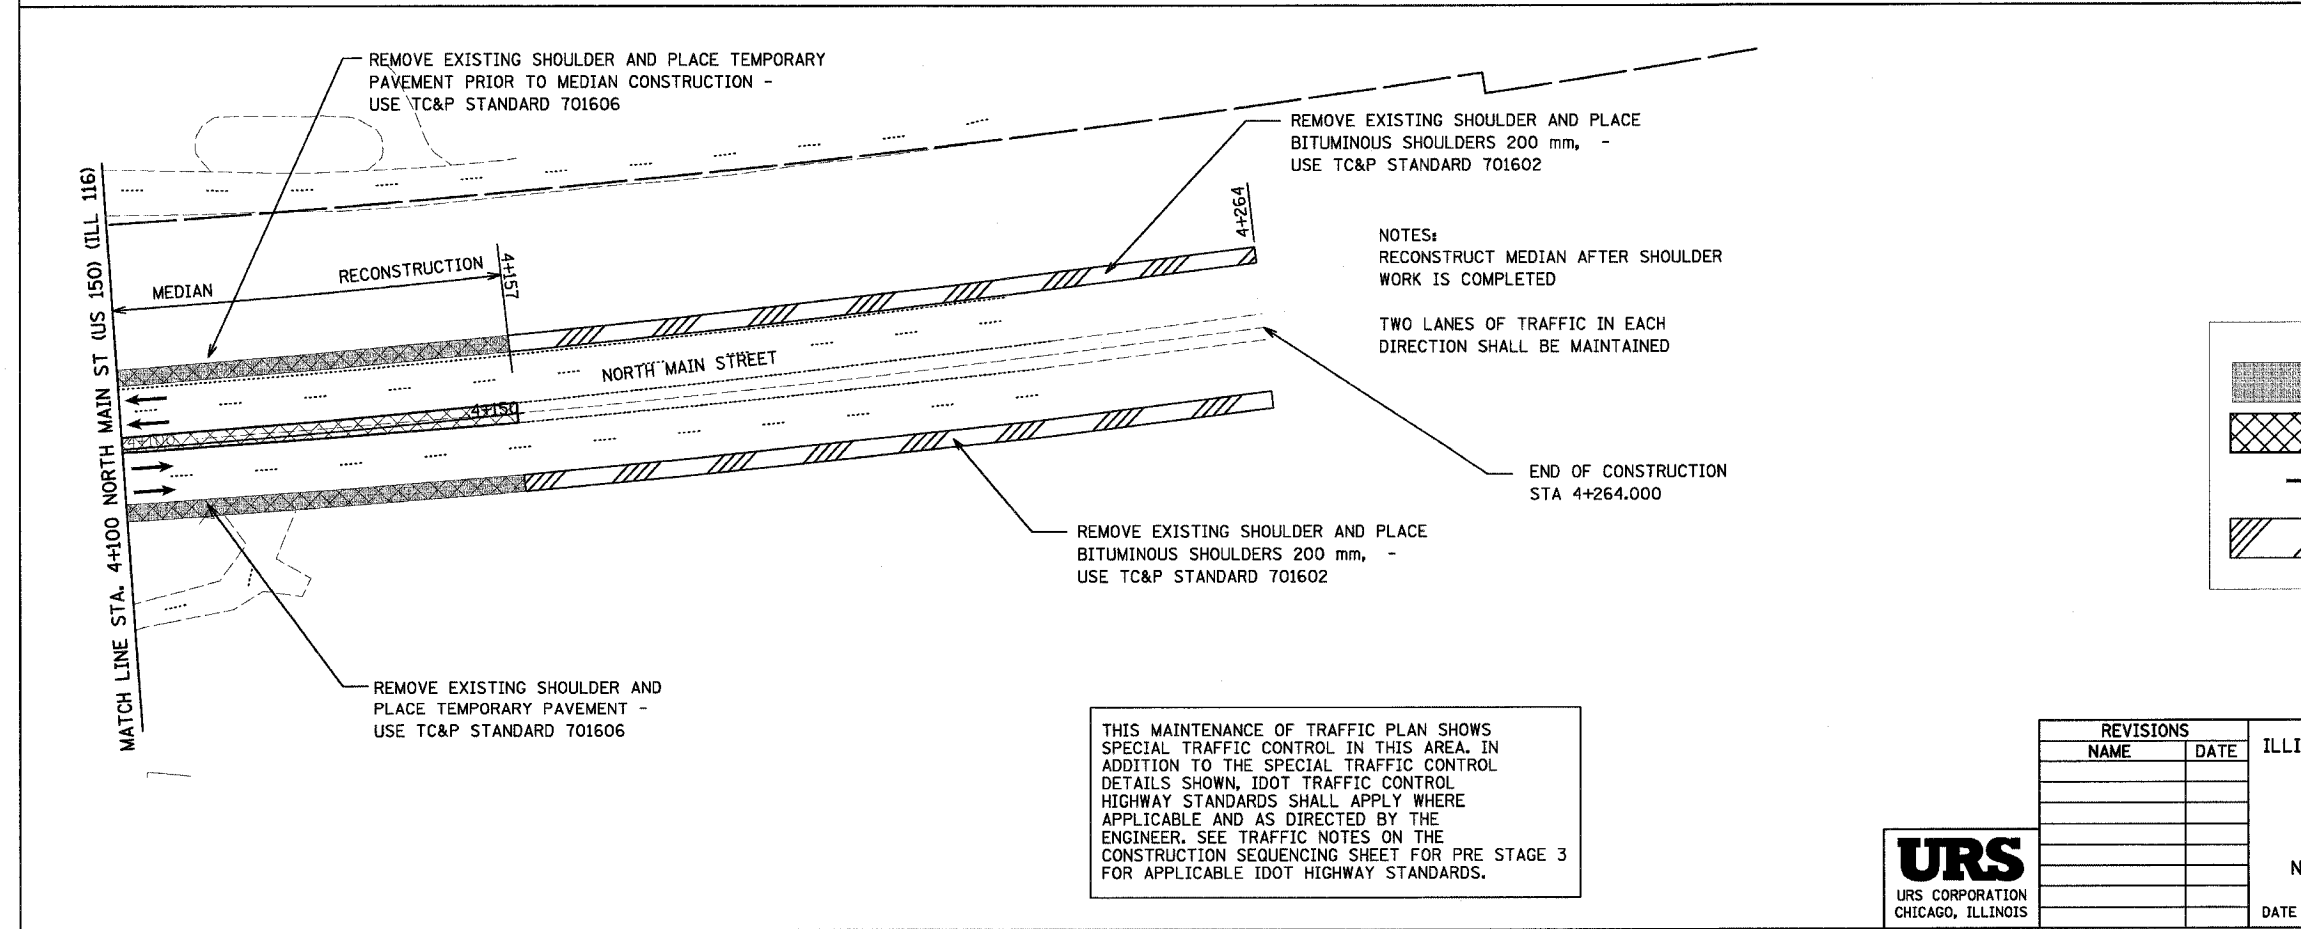 REMOVE EXISTING SHOULDER AND PLACE TEMPORARY
PAVEMENT PRIOR TO MEDIAN CONSTRUCTION -
USE TC&P STANDARD 701606
REMOVE EXISTING SHOULDER AND PLACE
BITUMINOUS SHOULDERS 200 mm, -
USE TC&P STANDARD 701602
4+264
NOTES:
RECONSTRUCT MEDIAN AFTER SHOULDER
WORK IS COMPLETED
TWO LANES OF TRAFFIC IN EACH
DIRECTION SHALL BE MAINTAINED
MATCH LINE STA. 4+100 NORTH MAIN ST (US 150) (ILL 116)
MEDIAN RECONSTRUCTION
4+157
NORTH MAIN STREET
4+150
END OF CONSTRUCTION
STA 4+264.000
REMOVE EXISTING SHOULDER AND PLACE
BITUMINOUS SHOULDERS 200 mm, -
USE TC&P STANDARD 701602
REMOVE EXISTING SHOULDER AND
PLACE TEMPORARY PAVEMENT -
USE TC&P STANDARD 701606
THIS MAINTENANCE OF TRAFFIC PLAN SHOWS
SPECIAL TRAFFIC CONTROL IN THIS AREA. IN
ADDITION TO THE SPECIAL TRAFFIC CONTROL
DETAILS SHOWN, IDOT TRAFFIC CONTROL
HIGHWAY STANDARDS SHALL APPLY WHERE
APPLICABLE AND AS DIRECTED BY THE
ENGINEER. SEE TRAFFIC NOTES ON THE
CONSTRUCTION SEQUENCING SHEET FOR PRE STAGE 3
FOR APPLICABLE IDOT HIGHWAY STANDARDS.
REVISIONS
NAME DATE
ILLI
N
DATE
URS
URS CORPORATION
CHICAGO, ILLINOIS